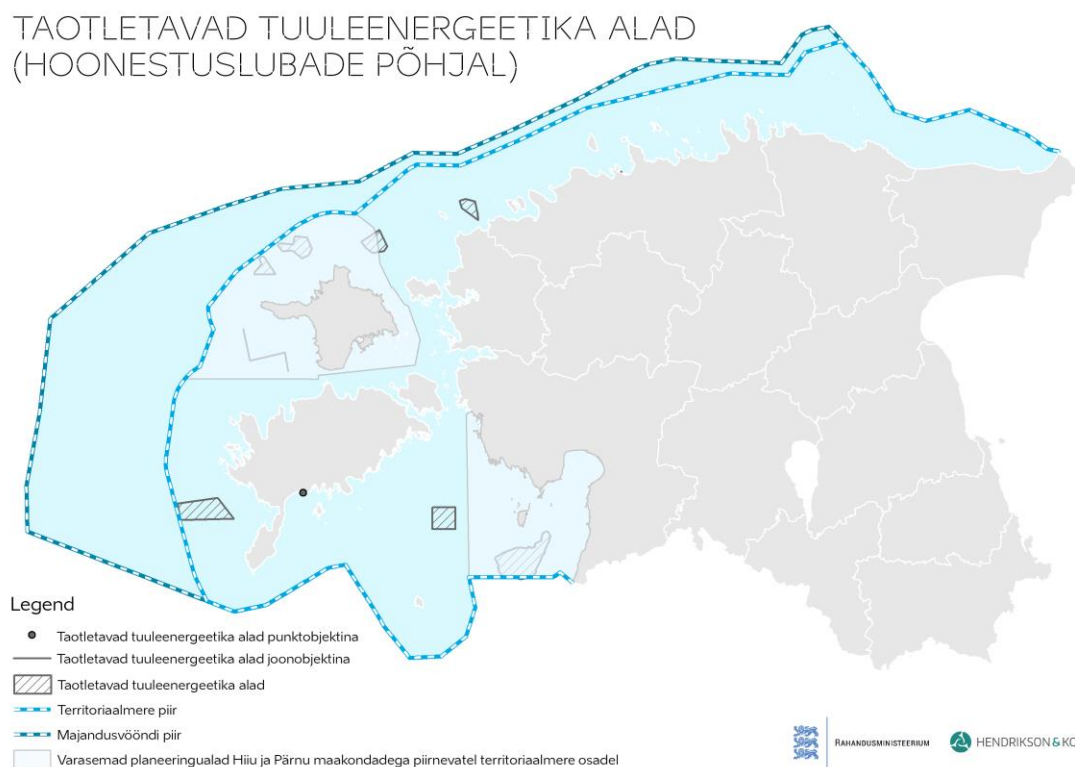 TAOTLETAVAD TUULEENERGEETIKA ALAD
(HOONESTUSLUBADE PÕHJAL)
Legend
Taotletavad tuuleenergeetika alad punktobjektina
Taotletavad tuuleenergeetika alad joonobjektina
Taotletavad tuuleenergeetika alad
Territoriaalmere piir
Majandusvööndi piir
Varasemad planeeringualad Hiiu ja Pärnu maakondadega piirnevatel territoriaalmere osadel
RAHANDUSMINISTEERIUM
HENDRIKSON & KO